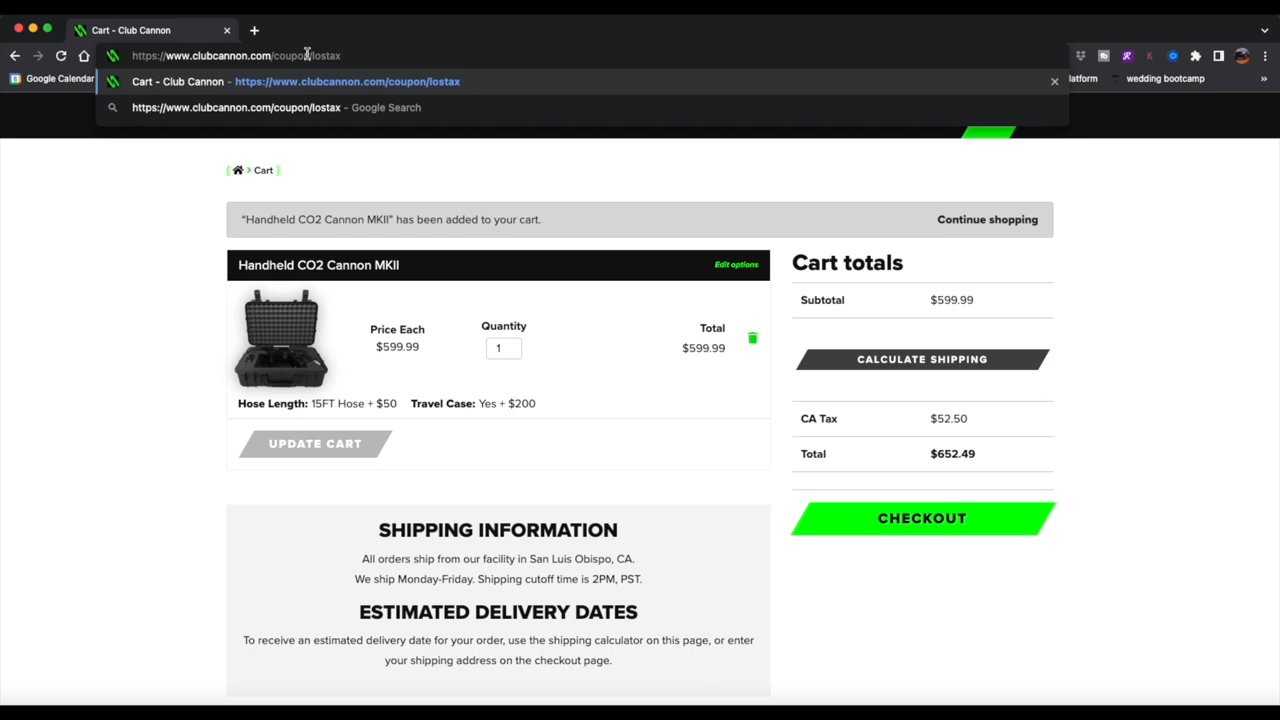 Cart - Club Cannon
https://www.clubcannon.com/coupon/lostax
Google Calendar
Cart - Club Cannon - https://www.clubcannon.com/coupon/lostax
https://www.clubcannon.com/coupon/lostax - Google Search
latform
wedding bootcamp
Cart
“Handheld CO2 Cannon MKII” has been added to your cart.
Continue shopping
Handheld CO2 Cannon MKII
Edit options
Price Each
$599.99
Quantity
1
Total
$599.99
Hose Length: 15FT Hose + $50 Travel Case: Yes + $200
UPDATE CART
Cart totals
Subtotal $599.99
CALCULATE SHIPPING
CA Tax $52.50
Total $652.49
CHECKOUT
SHIPPING INFORMATION
All orders ship from our facility in San Luis Obispo, CA.
We ship Monday-Friday. Shipping cutoff time is 2PM, PST.
ESTIMATED DELIVERY DATES
To receive an estimated delivery date for your order, use the shipping calculator on this page, or enter
your shipping address on the checkout page.